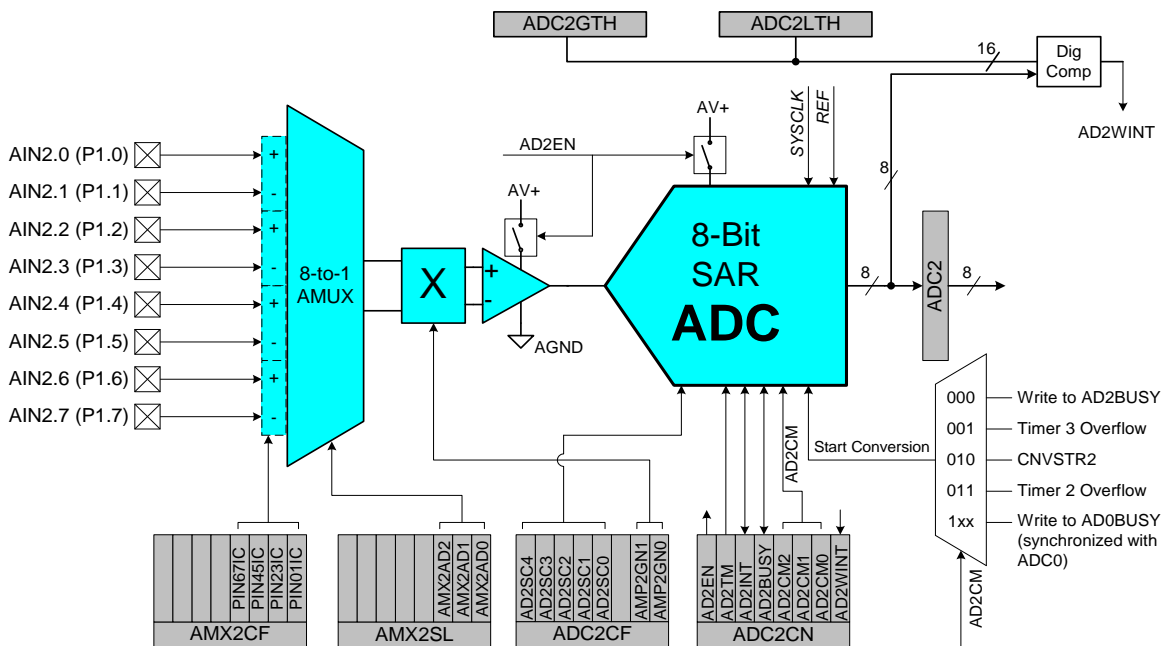 ADC2GTH
ADC2LTH
16
Dig
Comp
AD2WINT
AV+
SYSCLK
REF
AD2EN
AV+
8
AIN2.0 (P1.0)
AIN2.1 (P1.1)
AIN2.2 (P1.2)
AIN2.3 (P1.3)
AIN2.4 (P1.4)
AIN2.5 (P1.5)
AIN2.6 (P1.6)
AIN2.7 (P1.7)
+
-
+
-
+
-
+
-
8-to-1
AMUX
X
+
-
AGND
8-Bit
SAR
ADC
8
ADC2
8
000
Write to AD2BUSY
001
Timer 3 Overflow
010
CNVSTR2
011
Timer 2 Overflow
1xx
Write to AD0BUSY
(synchronized with
ADC0)
Start Conversion
AD2CM
AD2CM
PIN67IC
PIN45IC
PIN23IC
PIN01IC
AMX2CF
AMX2AD2
AMX2AD1
AMX2AD0
AMX2SL
AD2SC4
AD2SC3
AD2SC2
AD2SC1
AD2SC0
AMP2GN1
AMP2GN0
ADC2CF
AD2EN
AD2TM
AD2INT
AD2BUSY
AD2CM2
AD2CM1
AD2CM0
AD2WINT
ADC2CN